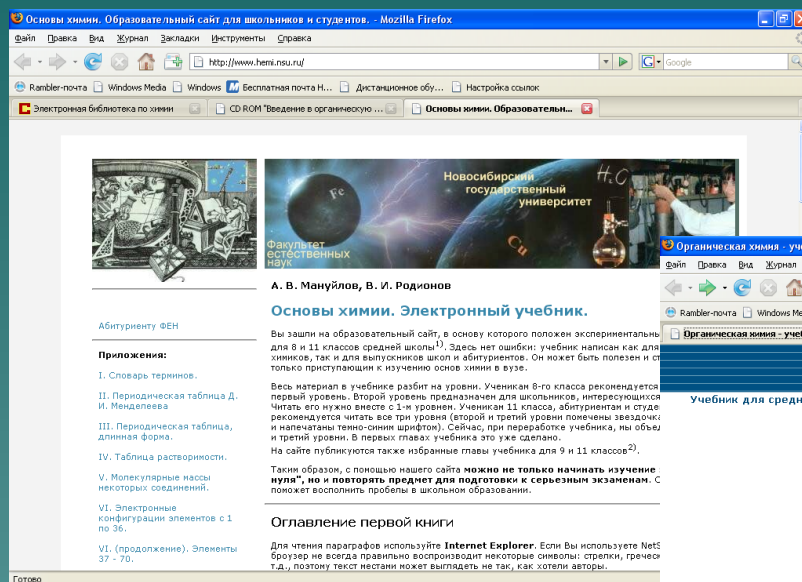 Основы химии. Образовательный сайт для школьников и студентов. - Mozilla Firefox
Файл Правка Вид Журнал Закладки Инструменты Справка
http://www.hemi.nsu.ru/
G Google
Rambler-почта Windows Media Windows М Бесплатная почта Н... Дистанционное обу... Настройка ссылок
Электронная библиотека по химии CD ROM "Введение в органическую ... Основы химии. Образовательн...
Новосибирский
государственный
университет
H₂C
Fe
Cu
Факультет
естественных
наук
А. В. Мануйлов, В. И. Родионов
Основы химии. Электронный учебник.
Вы зашли на образовательный сайт, в основу которого положен эксперименталь
для 8 и 11 классов средней школы1). Здесь нет ошибки: учебник написан как для
химиков, так и для выпускников школ и абитуриентов. Он может быть полезен и ст
только приступающим к изучению основ химии в вузе.
Весь материал в учебнике разбит на уровни. Ученикам 8-го класса рекомендуется
первый уровень. Второй уровень предназначен для школьников, интересующихся
Читать его нужно вместе с 1-м уровнем. Ученикам 11 класса, абитуриентам и студе
рекомендуется читать все три уровня (второй и третий уровни помечены звездочка
и напечатаны темно-синим шрифтом). Сейчас, при переработке учебника, мы объед
и третий уровни. В первых главах учебника это уже сделано.
На сайте публикуются также избранные главы учебника для 9 и 11 классов2).
Таким образом, с помощью нашего сайта можно не только начинать изучение
нуля", но и повторять предмет для подготовки к серьезным экзаменам. С
поможет восполнить пробелы в школьном образовании.
Оглавление первой книги
Для чтения параграфов используйте Internet Explorer. Если Вы используете NetS
броузер не всегда правильно воспроизводит некоторые символы: стрелки, греческ
т.д., поэтому текст местами может выглядеть не так, как хотели авторы.
Абитуриенту ФЕН
Приложения:
I. Словарь терминов.
II. Периодическая таблица Д.
И. Менделеева
III. Периодическая таблица,
длинная форма.
IV. Таблица растворимости.
V. Молекулярные массы
некоторых соединений.
VI. Электронные
конфигурации элементов с 1
по 36.
VI. (продолжение). Элементы
37 - 70.
Готово
Органическая химия - уче
Файл Правка Вид Журнал
Rambler-почта Windows Me
Органическая химия - учеб
Учебник для средн